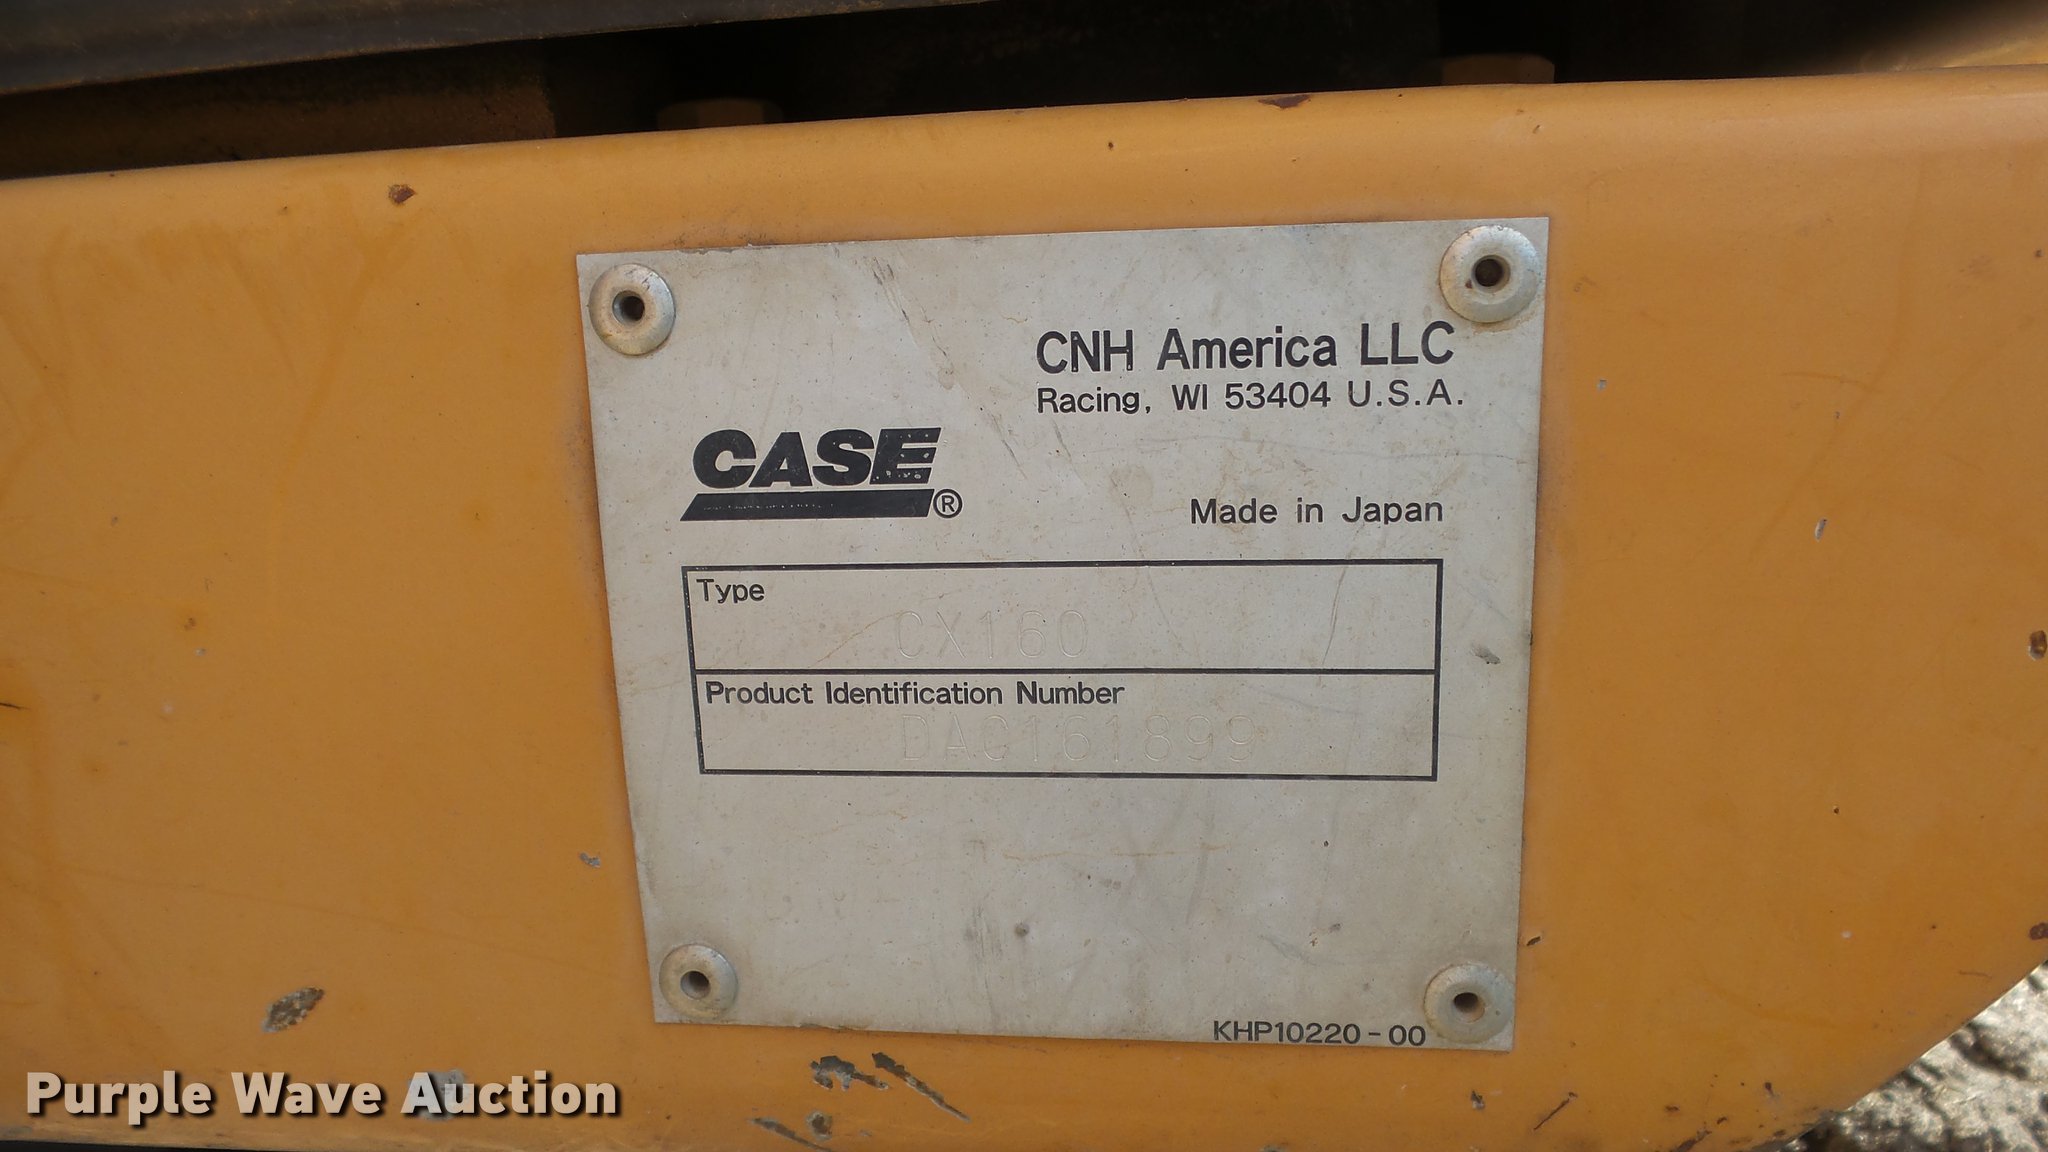 CNH America LLC
Racing, WI 53404 U.S.A.
CASE®
Made in Japan
Type
CX160
Product Identification Number
DAC161899
KHP10220-00
Purple Wave Auction